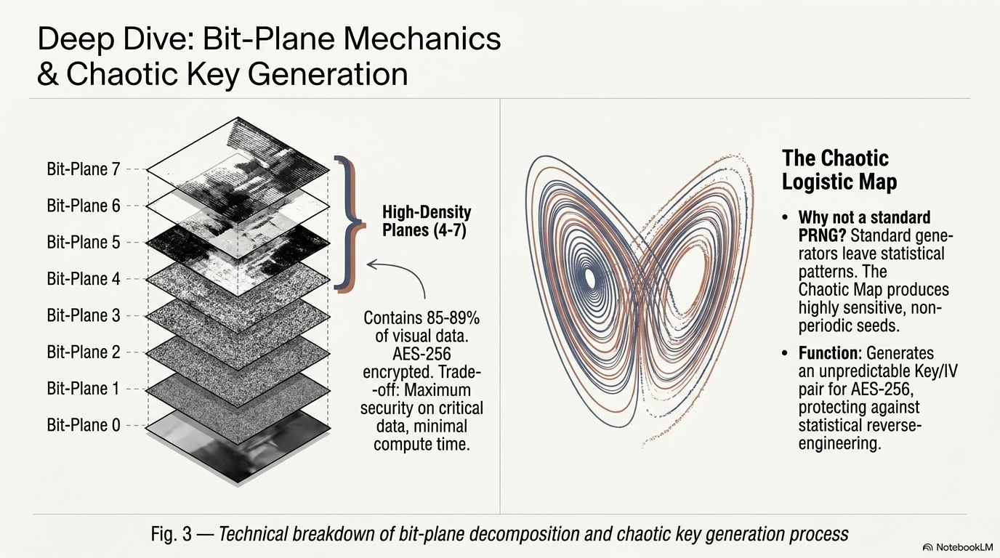 Deep Dive: Bit-Plane Mechanics
& Chaotic Key Generation
Bit-Plane 7
Bit-Plane 6
Bit-Plane 5
Bit-Plane 4
Bit-Plane 3
Bit-Plane 2
Bit-Plane 1
Bit-Plane 0
High-Density
Planes (4-7)
Contains 85-89%
of visual data.
AES-256
encrypted. Trade-
-off: Maximum
security on critical
data, minimal
compute time.
The Chaotic
Logistic Map
• Why not a standard
PRNG? Standard gene-
rators leave statistical
patterns. The
Chaotic Map produces
highly sensitive, non-
periodic seeds.
• Function: Generates
an unpredictable Key/IV
pair for AES-256,
protecting against
statistical reverse-
engineering.
Fig. 3 — Technical breakdown of bit-plane decomposition and chaotic key generation process
NotebookLM